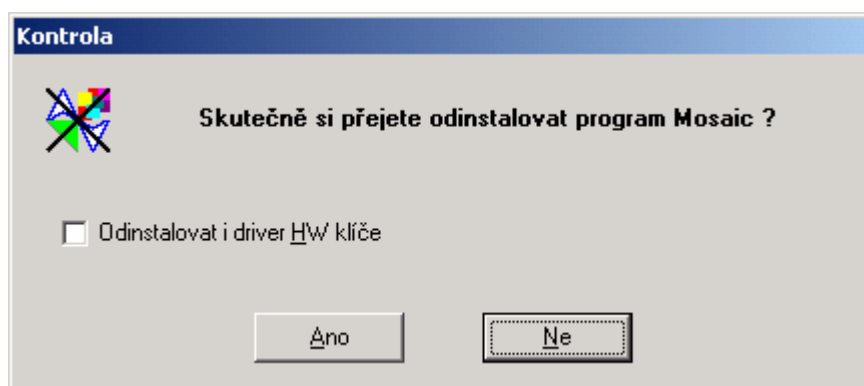 Kontrola
Skutečně si přejete odinstalovat program Mosaic ?
Odinstalovat i driver HW klíče
Ano
Ne